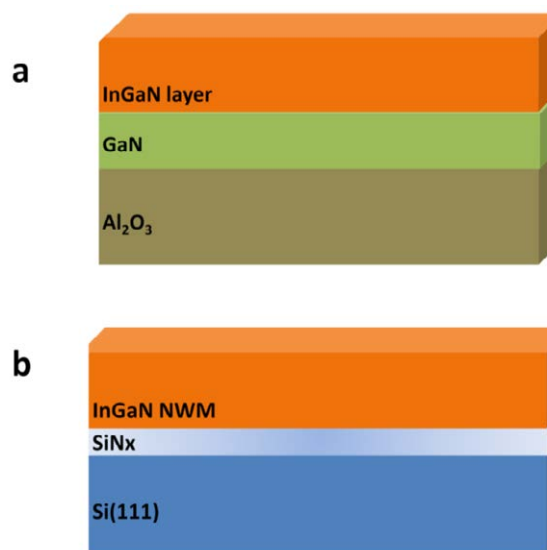 a
InGaN layer
GaN
Al₂O₃
b
InGaN NWM
SiNx
Si(111)